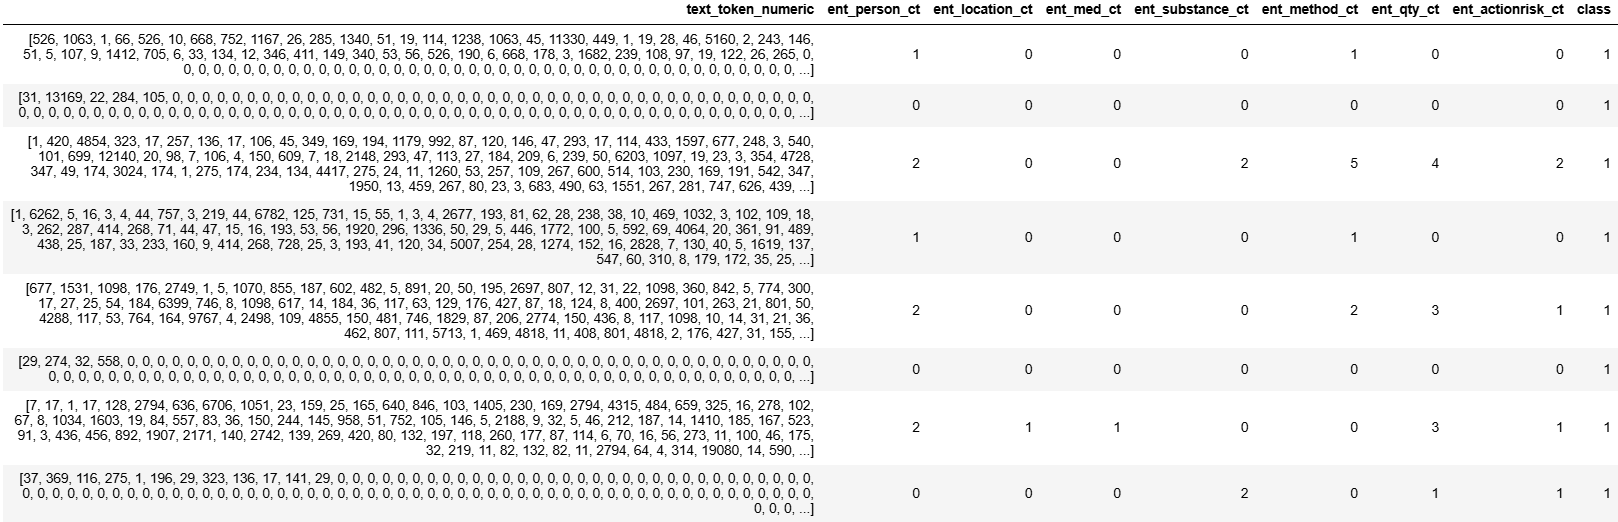 text_token_numeric ent_person_ct ent_location_ct ent_med_ct ent_substance_ct ent_method_ct ent_qty_ct ent_actionrisk_ct class
[526, 1063, 1, 66, 526, 10, 668, 752, 1167, 26, 285, 1340, 51, 19, 114, 1238, 1063, 45, 11330, 449, 1, 19, 28, 46, 5160, 2, 243, 146,
51, 5, 107, 9, 1412, 705, 6, 33, 134, 12, 346, 411, 149, 340, 53, 56, 526, 190, 6, 668, 178, 3, 1682, 239, 108, 97, 19, 122, 26, 265, 0,
0, 0, 0, 0, 0, 0, 0, 0, 0, 0, 0, 0, 0, 0, 0, 0, 0, 0, 0, 0, 0, 0, 0, 0, 0, 0, 0, 0, 0, 0, 0, 0, 0, 0, 0, 0, 0, 0, 0, 0, 0, ...]
1 0 0 0 1 0 0 1
[31, 13169, 22, 284, 105, 0, 0, 0, 0, 0, 0, 0, 0, 0, 0, 0, 0, 0, 0, 0, 0, 0, 0, 0, 0, 0, 0, 0, 0, 0, 0, 0, 0, 0, 0, 0, 0, 0, 0, 0, 0, 0, 0, 0, 0, 0, 0, 0,
0, 0, 0, 0, 0, 0, 0, 0, 0, 0, 0, 0, 0, 0, 0, 0, 0, 0, 0, 0, 0, 0, 0, 0, 0, 0, 0, 0, 0, 0, 0, 0, 0, 0, 0, 0, 0, 0, 0, 0, 0, 0, 0, 0, 0, 0, 0, 0, 0, 0, 0, 0, ...]
0 0 0 0 0 0 0 1
[1, 420, 4854, 323, 17, 257, 136, 17, 106, 45, 349, 169, 194, 1179, 992, 87, 120, 146, 47, 293, 17, 114, 433, 1597, 677, 248, 3, 540,
101, 699, 12140, 20, 98, 7, 106, 4, 150, 609, 7, 18, 2148, 293, 47, 113, 27, 184, 209, 6, 239, 50, 6203, 1097, 19, 23, 3, 354, 4728,
347, 49, 174, 3024, 174, 1, 275, 174, 234, 134, 4417, 275, 24, 11, 1260, 53, 257, 109, 267, 600, 514, 103, 230, 169, 191, 542, 347,
1950, 13, 459, 267, 80, 23, 3, 683, 490, 63, 1551, 267, 281, 747, 626, 439, ...]
2 0 0 2 5 4 2 1
[1, 6262, 5, 16, 3, 4, 44, 757, 3, 219, 44, 6782, 125, 731, 15, 55, 1, 3, 4, 2677, 193, 81, 62, 28, 238, 38, 10, 469, 1032, 3, 102, 109, 18,
3, 262, 287, 414, 268, 71, 44, 47, 15, 16, 193, 53, 56, 1920, 296, 1336, 50, 29, 5, 446, 1772, 100, 5, 592, 69, 4064, 20, 361, 91, 489,
438, 25, 187, 33, 233, 160, 9, 414, 268, 728, 25, 3, 193, 41, 120, 34, 5007, 254, 28, 1274, 152, 16, 2828, 7, 130, 40, 5, 1619, 137,
547, 60, 310, 8, 179, 172, 35, 25, ...]
1 0 0 0 1 0 0 1
[677, 1531, 1098, 176, 2749, 1, 5, 1070, 855, 187, 602, 482, 5, 891, 20, 50, 195, 2697, 807, 12, 31, 22, 1098, 360, 842, 5, 774, 300,
17, 27, 25, 54, 184, 6399, 746, 8, 1098, 617, 14, 184, 36, 117, 63, 129, 176, 427, 87, 18, 124, 8, 400, 2697, 101, 263, 21, 801, 50,
4288, 117, 53, 764, 164, 9767, 4, 2498, 109, 4855, 150, 481, 746, 1829, 87, 206, 2774, 150, 436, 8, 117, 1098, 10, 14, 31, 21, 36,
462, 807, 111, 5713, 1, 469, 4818, 11, 408, 801, 4818, 2, 176, 427, 31, 155, ...]
2 0 0 0 2 3 1 1
[29, 274, 32, 558, 0, 0, 0, 0, 0, 0, 0, 0, 0, 0, 0, 0, 0, 0, 0, 0, 0, 0, 0, 0, 0, 0, 0, 0, 0, 0, 0, 0, 0, 0, 0, 0, 0, 0, 0, 0, 0, 0, 0, 0, 0, 0, 0, 0, 0, 0,
0, 0, 0, 0, 0, 0, 0, 0, 0, 0, 0, 0, 0, 0, 0, 0, 0, 0, 0, 0, 0, 0, 0, 0, 0, 0, 0, 0, 0, 0, 0, 0, 0, 0, 0, 0, 0, 0, 0, 0, 0, 0, 0, 0, 0, 0, 0, 0, 0, 0, ...]
0 0 0 0 0 0 0 1
[7, 17, 1, 17, 128, 2794, 636, 6706, 1051, 23, 159, 25, 165, 640, 846, 103, 1405, 230, 169, 2794, 4315, 484, 659, 325, 16, 278, 102,
67, 8, 1034, 1603, 19, 84, 557, 83, 36, 150, 244, 145, 958, 51, 752, 105, 146, 5, 2188, 9, 32, 5, 46, 212, 187, 14, 1410, 185, 167, 523,
91, 3, 436, 456, 892, 1907, 2171, 140, 2742, 139, 269, 420, 80, 132, 197, 118, 260, 177, 87, 114, 6, 70, 16, 56, 273, 11, 100, 46, 175,
32, 219, 11, 82, 132, 82, 11, 2794, 64, 4, 314, 19080, 14, 590, ...]
2 1 1 0 0 3 1 1
[37, 369, 116, 275, 1, 196, 29, 323, 136, 17, 141, 29, 0, 0, 0, 0, 0, 0, 0, 0, 0, 0, 0, 0, 0, 0, 0, 0, 0, 0, 0, 0, 0, 0, 0, 0, 0, 0, 0, 0, 0, 0, 0, 0,
0, 0, 0, 0, 0, 0, 0, 0, 0, 0, 0, 0, 0, 0, 0, 0, 0, 0, 0, 0, 0, 0, 0, 0, 0, 0, 0, 0, 0, 0, 0, 0, 0, 0, 0, 0, 0, 0, 0, 0, 0, 0, 0, 0, 0, 0, 0, 0, 0, 0, 0, 0, 0,
0, 0, 0, ...]
0 0 0 2 0 1 1 1